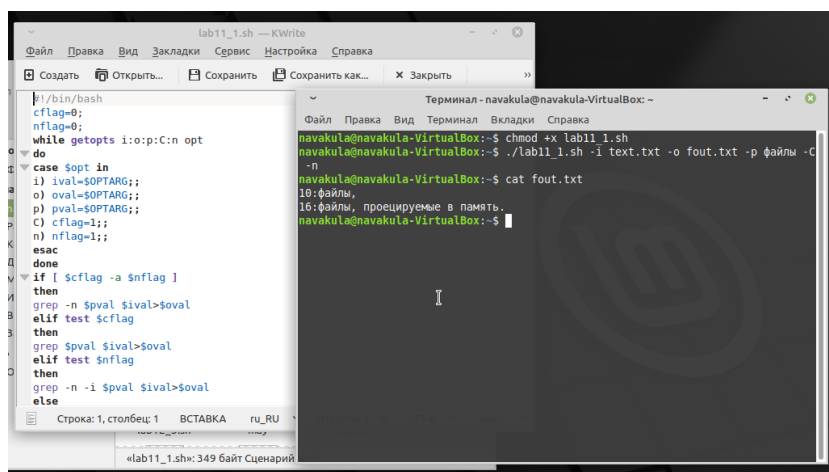 lab11_1.sh — KWrite
Файл Правка Вид Закладки Сервис Настройка Справка
Создать Открыть... Сохранить Сохранить как... Закрыть »
#!/bin/bash
cflag=0;
nflag=0;
while getopts i:o:p:C:n opt
do
case $opt in
i) ival=$OPTARG;;
o) oval=$OPTARG;;
p) pval=$OPTARG;;
C) cflag=1;;
n) nflag=1;;
esac
done
if [ $cflag -a $nflag ]
then
grep -n $pval $ival>$oval
elif test $cflag
then
grep $pval $ival>$oval
elif test $nflag
then
grep -n -i $pval $ival>$oval
else
Строка: 1, столбец: 1 ВСТАВКА ru_RU
«lab11_1.sh»: 349 байт Сценарий
Терминал - navakula@navakula-VirtualBox: ~
Файл Правка Вид Терминал Вкладки Справка
navakula@navakula-VirtualBox:~$ chmod +x lab11_1.sh
navakula@navakula-VirtualBox:~$ ./lab11_1.sh -i text.txt -o fout.txt -p файлы -C
-n
navakula@navakula-VirtualBox:~$ cat fout.txt
10:файлы,
16:файлы, проецируемые в память.
navakula@navakula-VirtualBox:~$